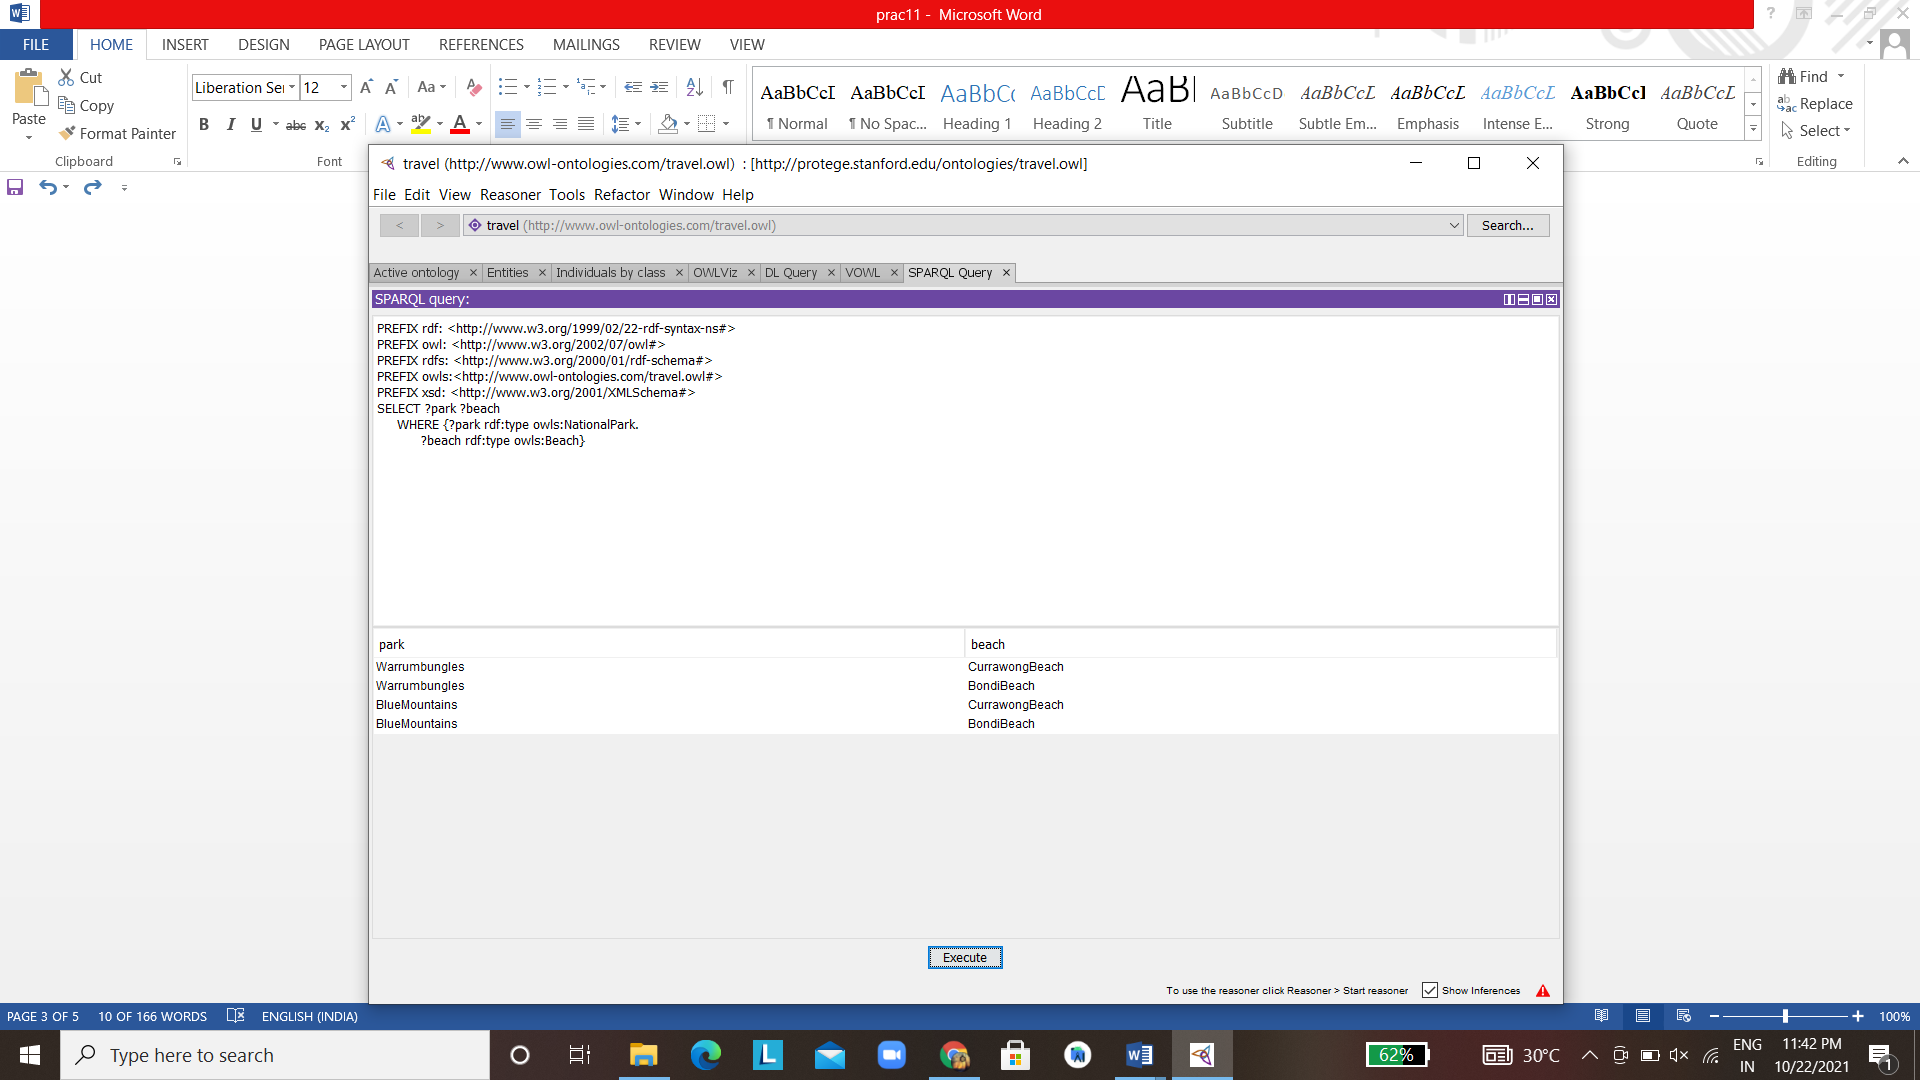 prac11 - Microsoft Word
FILE HOME INSERT DESIGN PAGE LAYOUT REFERENCES MAILINGS REVIEW VIEW
Paste
Cut
Copy
Format Painter
Clipboard
Liberation Se 12
Font
AaBbCcI AaBbCcI AaBbCc AaBbCcD AaBl AaBbCcD AaBbCcL AaBbCcL AaBbCcL AaBbCcI AaBbCcL
¶ Normal ¶ No Spac... Heading 1 Heading 2 Title Subtitle Subtle Em... Emphasis Intense E... Strong Quote
Find
Replace
Select
Editing
travel (http://www.owl-ontologies.com/travel.owl) : [http://protege.stanford.edu/ontologies/travel.owl]
File Edit View Reasoner Tools Refactor Window Help
< > travel (http://www.owl-ontologies.com/travel.owl) Search...
Active ontology × Entities × Individuals by class × OWLViz × DL Query × VOWL × SPARQL Query ×
SPARQL query:
PREFIX rdf: <http://www.w3.org/1999/02/22-rdf-syntax-ns#>
PREFIX owl: <http://www.w3.org/2002/07/owl#>
PREFIX rdfs: <http://www.w3.org/2000/01/rdf-schema#>
PREFIX owls:<http://www.owl-ontologies.com/travel.owl#>
PREFIX xsd: <http://www.w3.org/2001/XMLSchema#>
SELECT ?park ?beach
WHERE {?park rdf:type owls:NationalPark.
?beach rdf:type owls:Beach}
park beach
Warrumbungles CurrawongBeach
Warrumbungles BondiBeach
BlueMountains CurrawongBeach
BlueMountains BondiBeach
Execute
To use the reasoner click Reasoner > Start reasoner Show Inferences
PAGE 3 OF 5 10 OF 166 WORDS ENGLISH (INDIA) 100%
Type here to search
62%
30°C
ENG
IN
11:42 PM
10/22/2021
1